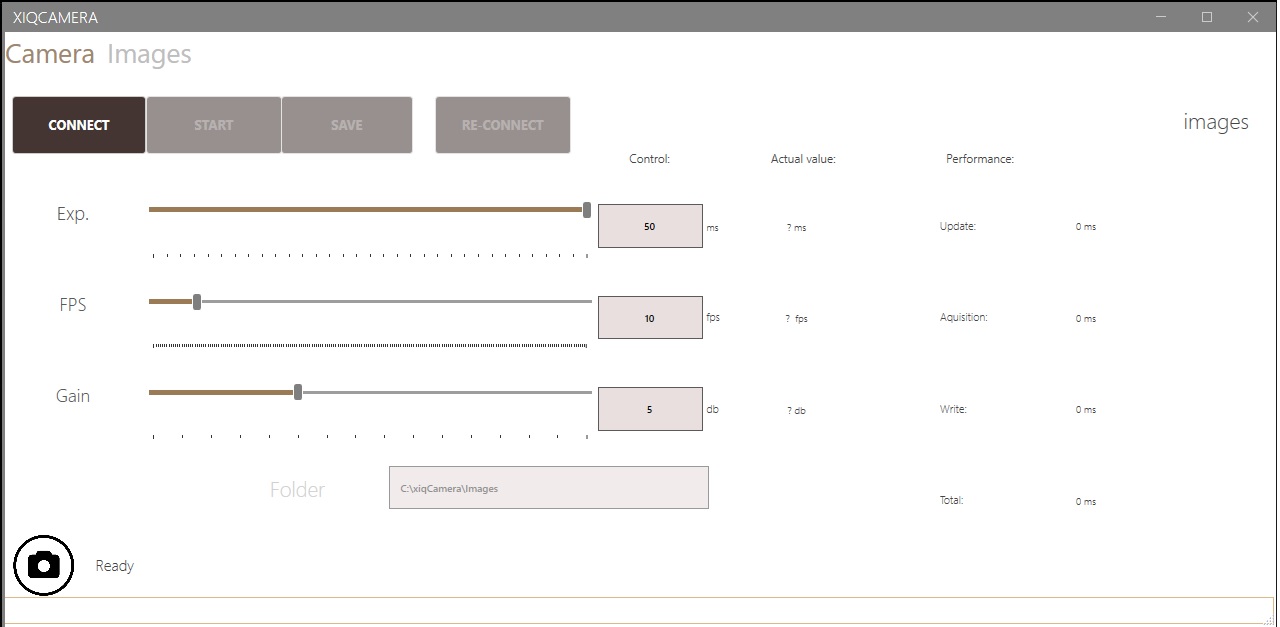 XIQCAMERA
Camera Images
CONNECT START SAVE RE-CONNECT
images
Control: Actual value: Performance:
Exp. 50 ms ? ms Update: 0 ms
FPS 10 fps ? fps Aquisition: 0 ms
Gain 5 db ? db Write: 0 ms
Folder C:\xiqCamera\Images
Total: 0 ms
Ready